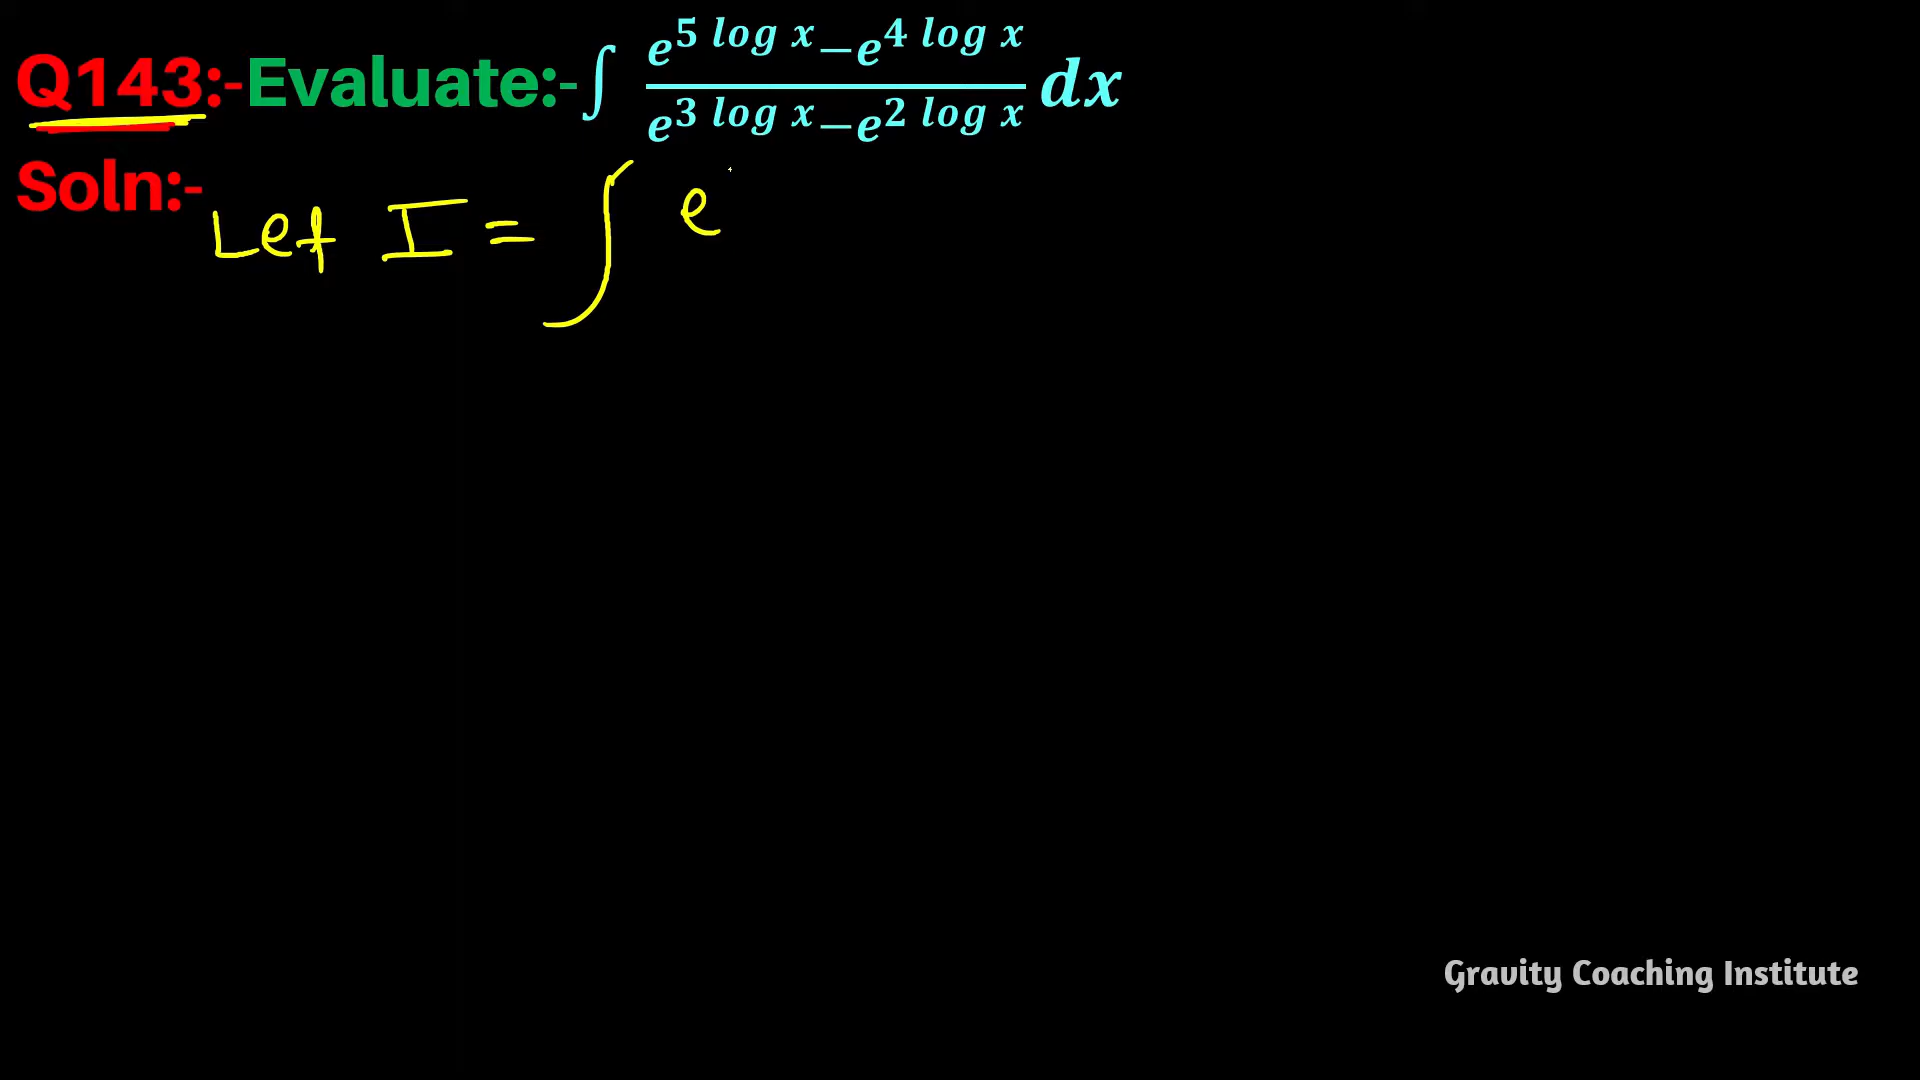 Q143:-Evaluate:-∫ (e^{5 log x}−e^{4 log x})/(e^{3 log x}−e^{2 log x}) dx
Soln:-
Let I = ∫ e
Gravity Coaching Institute